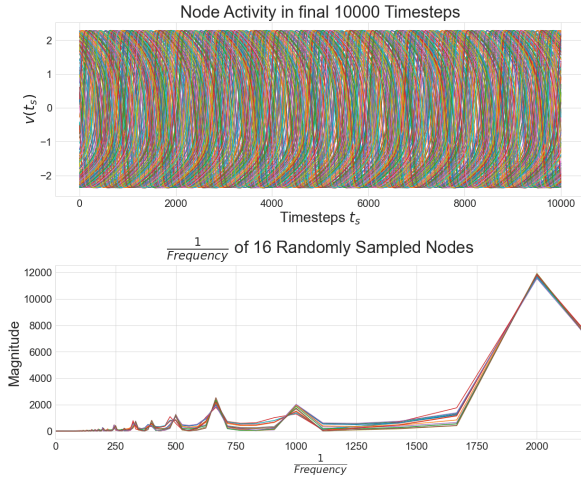 Node Activity in final 10000 Timesteps
v(t_s)
2
1
0
−1
−2
0 2000 4000 6000 8000 10000
Timesteps t_s
1/Frequency of 16 Randomly Sampled Nodes
Magnitude
12000
10000
8000
6000
4000
2000
0
0 250 500 750 1000 1250 1500 1750 2000
1/Frequency